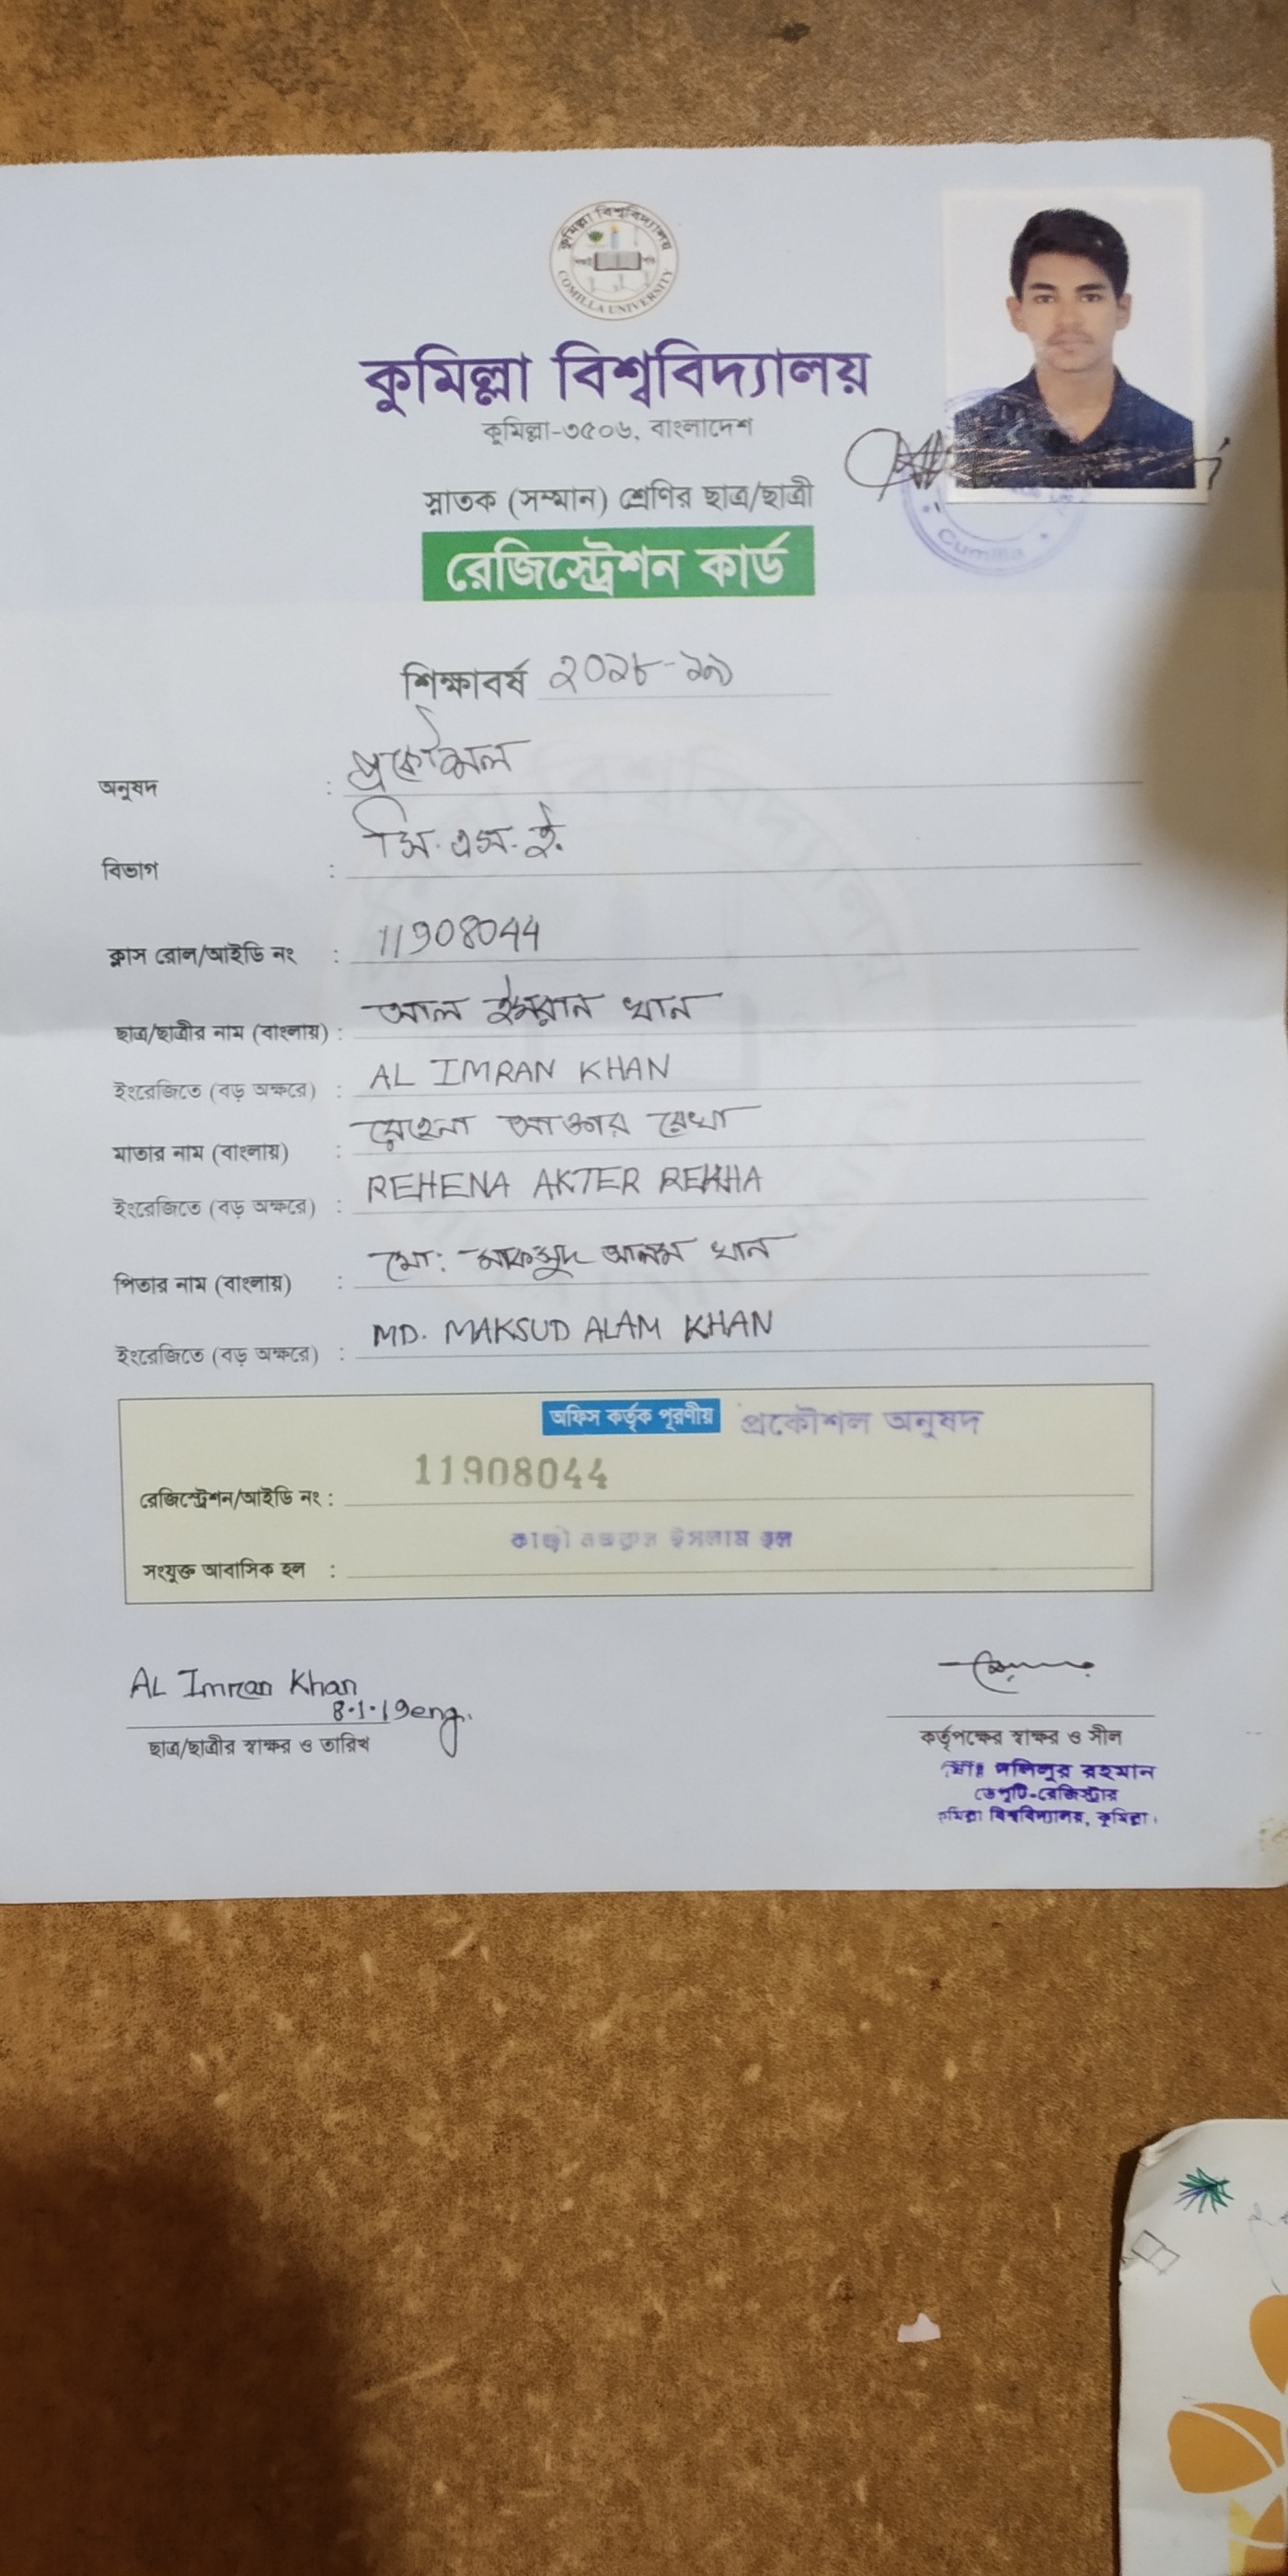 কুমিল্লা বিশ্ববিদ্যালয়
COMILLA UNIVERSITY
কুমিল্লা বিশ্ববিদ্যালয়
কুমিল্লা-৩৫০৬, বাংলাদেশ
Cumilla
স্নাতক (সম্মান) শ্রেণির ছাত্র/ছাত্রী
রেজিস্ট্রেশন কার্ড
শিক্ষাবর্ষ ২০১৮-১৯
অনুষদ : প্রকৌশল
বিভাগ : সি.এস.ই.
ক্লাস রোল/আইডি নং : 11908044
ছাত্র/ছাত্রীর নাম (বাংলায়) : আল ইমরান খান
ইংরেজিতে (বড় অক্ষরে) : AL IMRAN KHAN
মাতার নাম (বাংলায়) : রেহেনা আক্তার রেখা
ইংরেজিতে (বড় অক্ষরে) : REHENA AKTER REKHA
পিতার নাম (বাংলায়) : মো: মাকসুদ আলম খান
ইংরেজিতে (বড় অক্ষরে) : MD. MAKSUD ALAM KHAN
অফিস কর্তৃক পূরণীয় প্রকৌশল অনুষদ
রেজিস্ট্রেশন/আইডি নং : 11908044
সংযুক্ত আবাসিক হল : কাজী নজরুল ইসলাম হল
AL Imran Khan
8.1.19eng.
ছাত্র/ছাত্রীর স্বাক্ষর ও তারিখ
কর্তৃপক্ষের স্বাক্ষর ও সীল
মোঃ রহমান
ডেপুটি-রেজিস্ট্রার
কুমিল্লা বিশ্ববিদ্যালয়, কুমিল্লা।